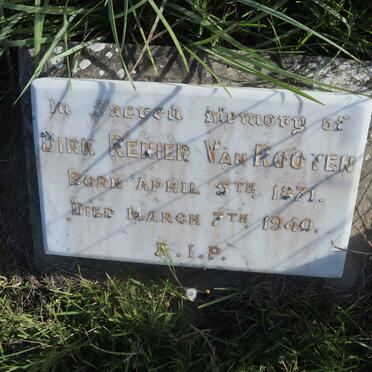 In Sacred Memory of
DIRK RENIER VAN ROOYEN
BORN APRIL 5TH, 1871.
DIED MARCH 7TH, 1940.
R.I.P.